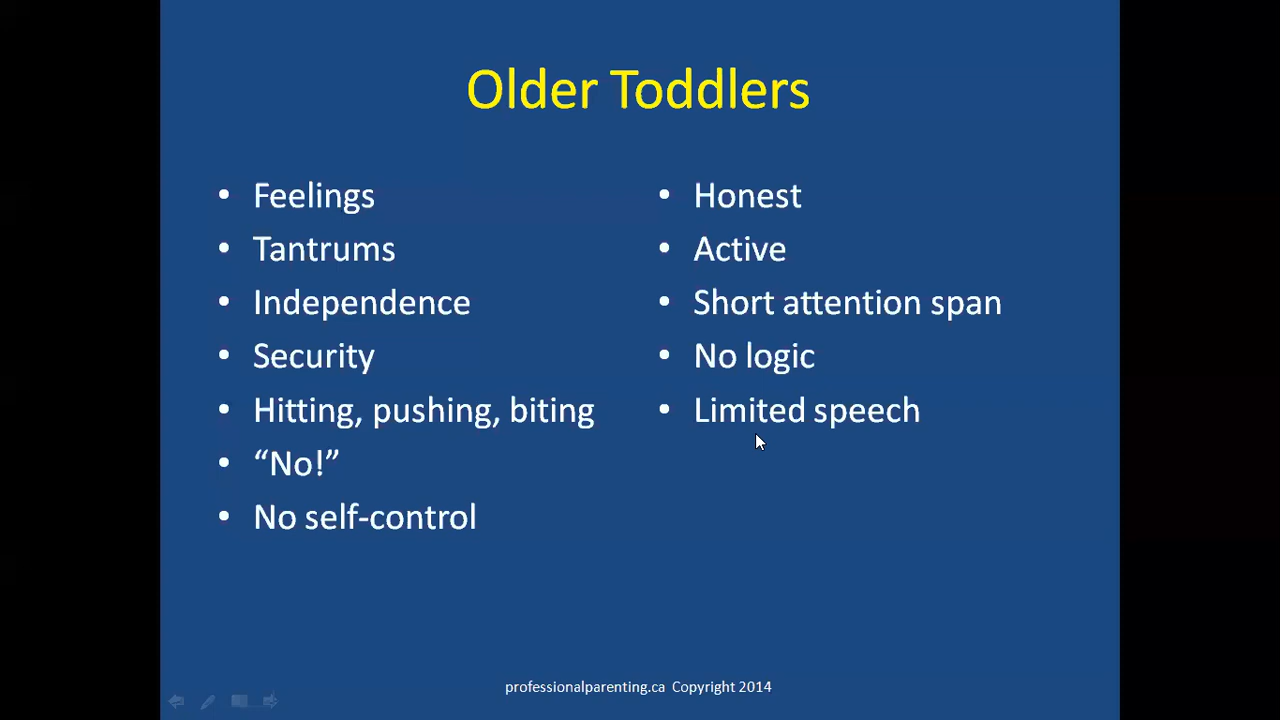 Older Toddlers
• Feelings
• Tantrums
• Independence
• Security
• Hitting, pushing, biting
• “No!”
• No self-control
• Honest
• Active
• Short attention span
• No logic
• Limited speech
professionalparenting.ca Copyright 2014